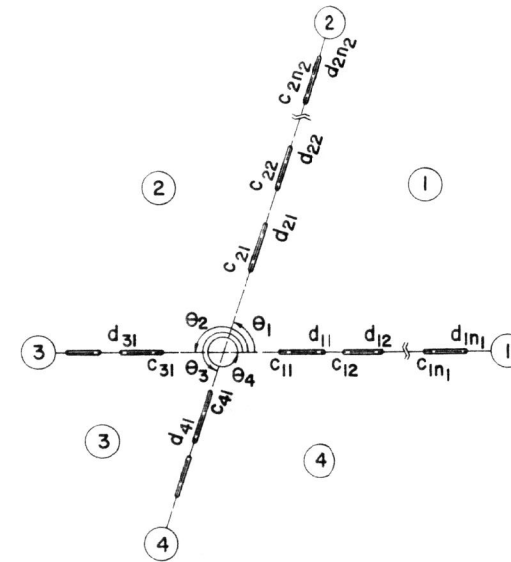 2
c2n2 d2n2
c22 d22
2 1
c21 d21
θ2 θ1
3 d31 d11 d12 d1n1 1
c31 θ3 θ4 c11 c12 c1n1
d41 c41
3 4
4